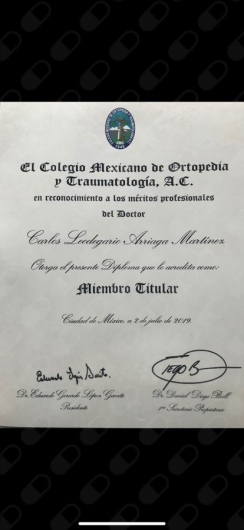 El Colegio Mexicano de Ortopedia
y Traumatología, A.C.
en reconocimiento a los méritos profesionales
del Doctor
Carlos Leodegario Arriaga Martínez
Otorga el presente Diploma que lo acredita como:
Miembro Titular
Ciudad de México, a 2 de julio de 2019.
Dr. Eduardo Gerardo López Gavito
Presidente
Dr. Daniel Diego Ball
1er Secretario Propietario